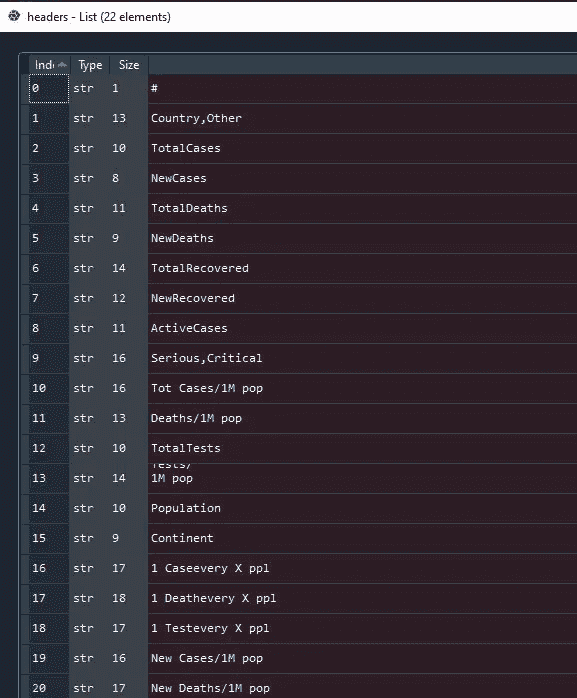 headers - List (22 elements)
Inde Type Size
0 str 1 #
1 str 13 Country,Other
2 str 10 TotalCases
3 str 8 NewCases
4 str 11 TotalDeaths
5 str 9 NewDeaths
6 str 14 TotalRecovered
7 str 12 NewRecovered
8 str 11 ActiveCases
9 str 16 Serious,Critical
10 str 16 Tot Cases/1M pop
11 str 13 Deaths/1M pop
12 str 10 TotalTests
Tests/
13 str 14 1M pop
14 str 10 Population
15 str 9 Continent
16 str 17 1 Caseevery X ppl
17 str 18 1 Deathevery X ppl
18 str 17 1 Testevery X ppl
19 str 16 New Cases/1M pop
20 str 17 New Deaths/1M pop